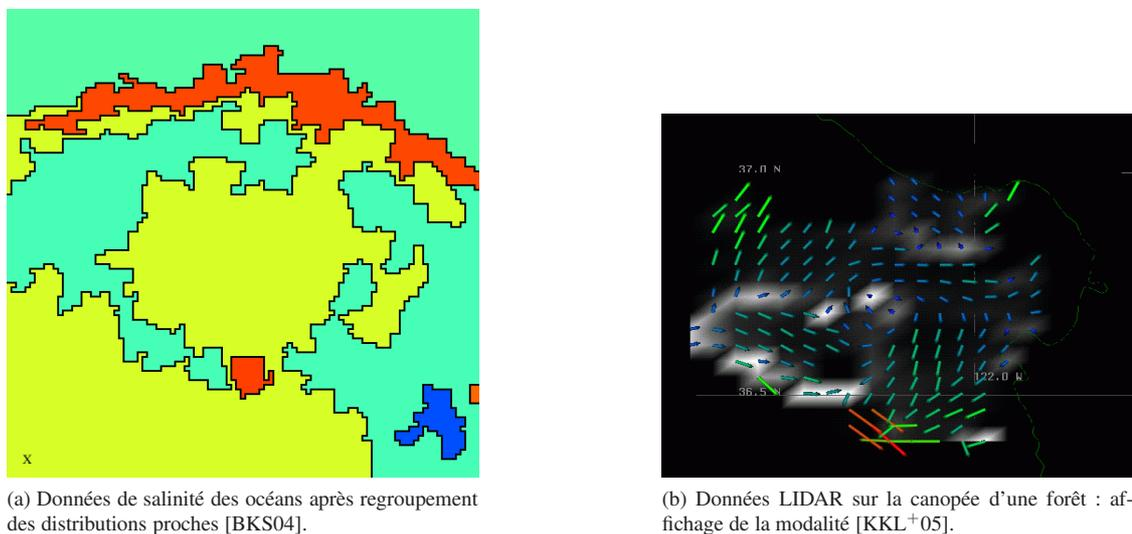 x
(a) Données de salinité des océans après regroupement
des distributions proches [BKS04].
37.0 N
122.0 W
36.5 N
(b) Données LIDAR sur la canopée d'une forêt : af-
fichage de la modalité [KKL+05].